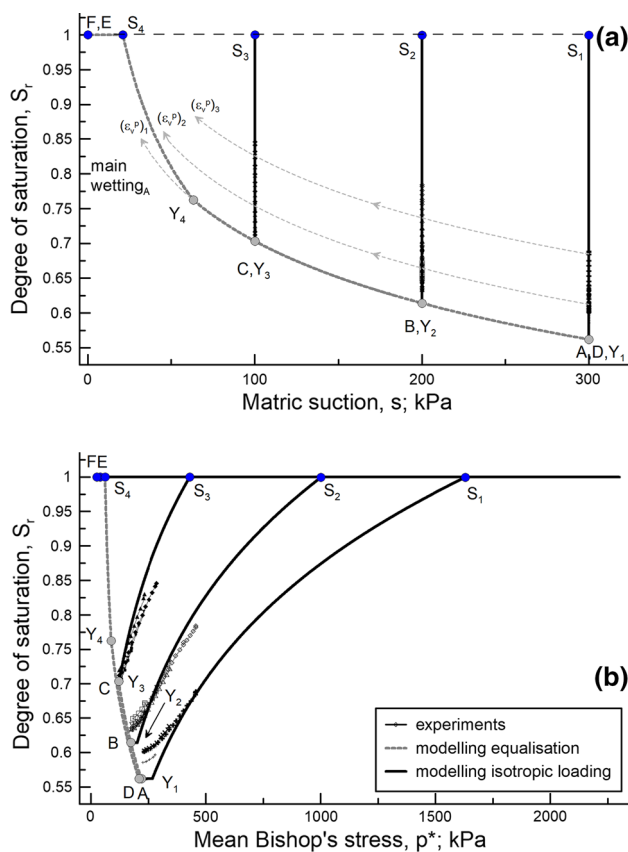 F,E S₄ (a)
1
S₃ S₂ S₁
0.95
0.9
(εᵥᵖ)₃
0.85
(εᵥᵖ)₂
(εᵥᵖ)₁
0.8
main
wettingA
Y₄
0.75
0.7
C,Y₃
0.65
B,Y₂
0.6
0.55
A,D,Y₁
Degree of saturation, Sᵣ
0 100 200 300
Matric suction, s; kPa
FE
1
S₄ S₃ S₂ S₁
0.95
0.9
0.85
0.8
Y₄
0.75
0.7
C Y₃ (b)
Y₂
0.65
B
0.6
0.55
D A Y₁
experiments
modelling equalisation
modelling isotropic loading
Degree of saturation, Sᵣ
0 500 1000 1500 2000
Mean Bishop's stress, p*; kPa